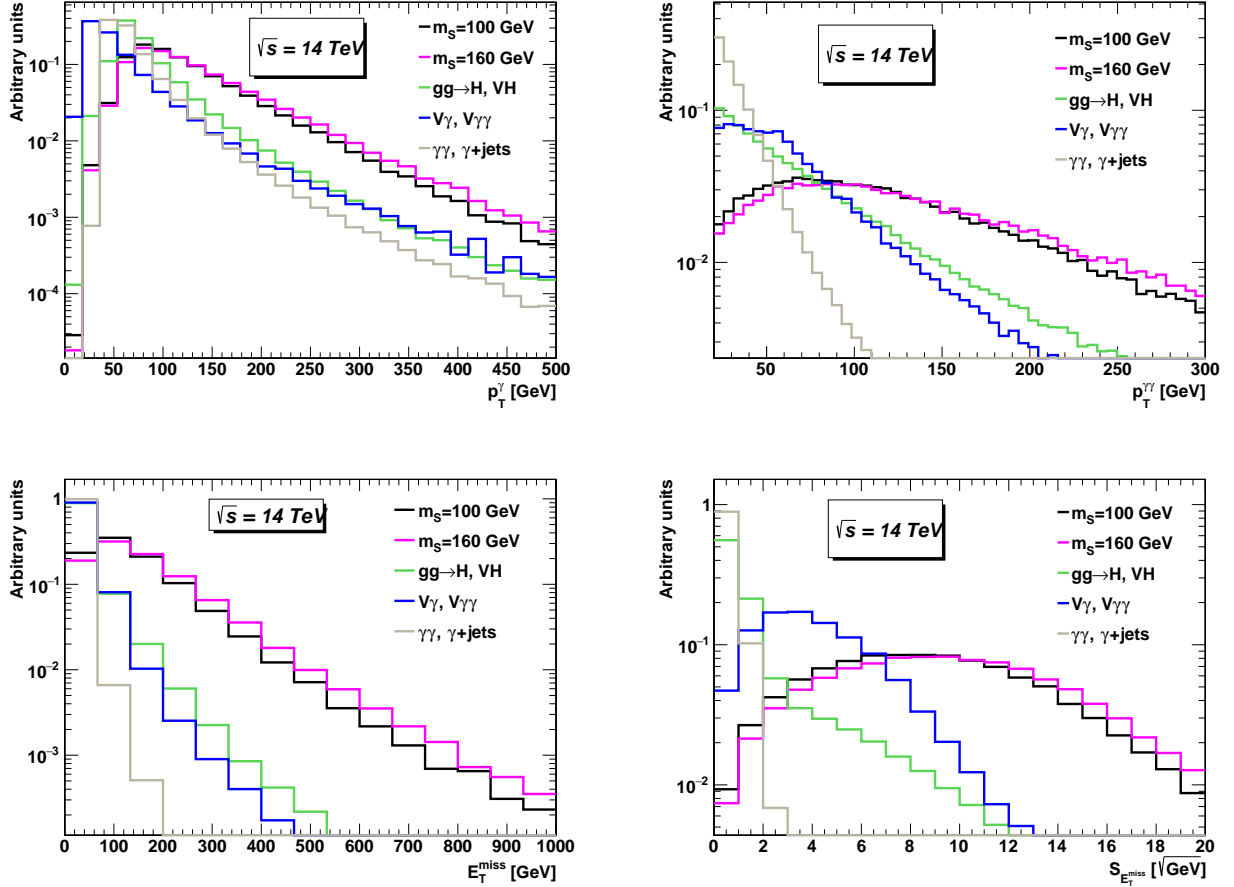 Arbitrary units
10⁻¹
10⁻²
10⁻³
10⁻⁴
√s = 14 TeV
m_S=100 GeV
m_S=160 GeV
gg→H, VH
Vγ, Vγγ
γγ, γ+jets
0 50 100 150 200 250 300 350 400 450 500
p_T^γ [GeV]
Arbitrary units
1
10⁻¹
10⁻²
√s = 14 TeV
m_S=100 GeV
m_S=160 GeV
gg→H, VH
Vγ, Vγγ
γγ, γ+jets
50 100 150 200 250 300
p_T^γγ [GeV]
Arbitrary units
1
10⁻¹
10⁻²
10⁻³
√s = 14 TeV
m_S=100 GeV
m_S=160 GeV
gg→H, VH
Vγ, Vγγ
γγ, γ+jets
0 100 200 300 400 500 600 700 800 900 1000
E_T^miss [GeV]
Arbitrary units
1
10⁻¹
10⁻²
√s = 14 TeV
m_S=100 GeV
m_S=160 GeV
gg→H, VH
Vγ, Vγγ
γγ, γ+jets
0 2 4 6 8 10 12 14 16 18 20
S_{E_T^miss} [√GeV]